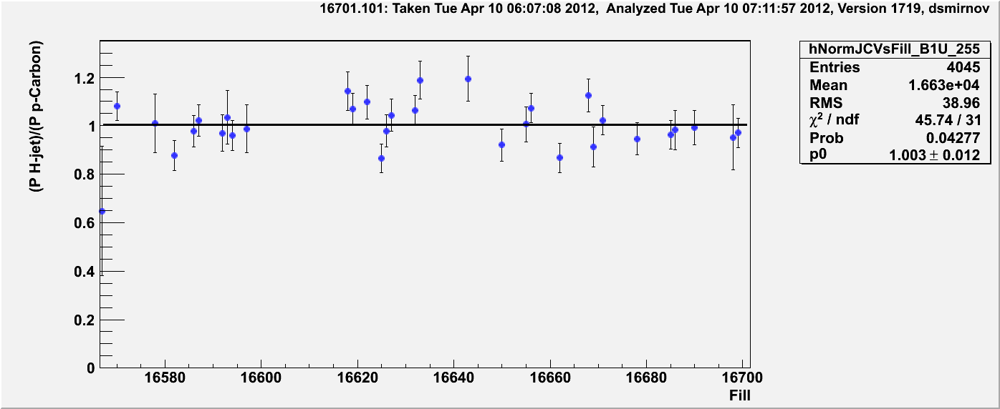 16701.101: Taken Tue Apr 10 06:07:08 2012,  Analyzed Tue Apr 10 07:11:57 2012, Version 1719, dsmirnov
(P H-jet)/(P p-Carbon)
1.2
1
0.8
0.6
0.4
0.2
0
16580 16600 16620 16640 16660 16680 16700
Fill
hNormJCVsFill_B1U_255
Entries 4045
Mean 1.663e+04
RMS 38.96
χ² / ndf 45.74 / 31
Prob 0.04277
p0 1.003 ± 0.012